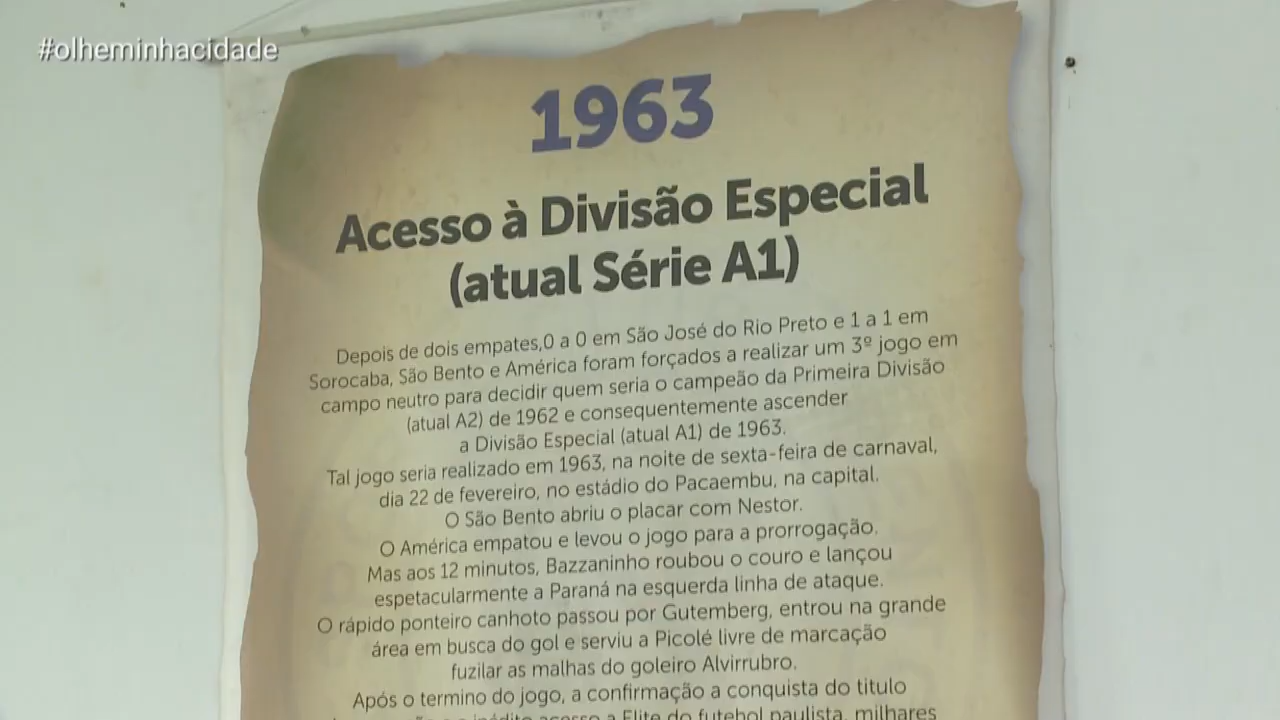 #olheminhacidade
1963
Acesso à Divisão Especial
(atual Série A1)
Depois de dois empates,0 a 0 em São José do Rio Preto e 1 a 1 em
Sorocaba, São Bento e América foram forçados a realizar um 3º jogo em
campo neutro para decidir quem seria o campeão da Primeira Divisão
(atual A2) de 1962 e consequentemente ascender
a Divisão Especial (atual A1) de 1963.
Tal jogo seria realizado em 1963, na noite de sexta-feira de carnaval,
dia 22 de fevereiro, no estádio do Pacaembu, na capital.
O São Bento abriu o placar com Nestor.
O América empatou e levou o jogo para a prorrogação.
Mas aos 12 minutos, Bazzaninho roubou o couro e lançou
espetacularmente a Paraná na esquerda linha de ataque.
O rápido ponteiro canhoto passou por Gutemberg, entrou na grande
área em busca do gol e serviu a Picolé livre de marcação
fuzilar as malhas do goleiro Alvirrubro.
Após o termino do jogo, a confirmação a conquista do titulo
inédito acesso a Elite do futebol paulista, milhares